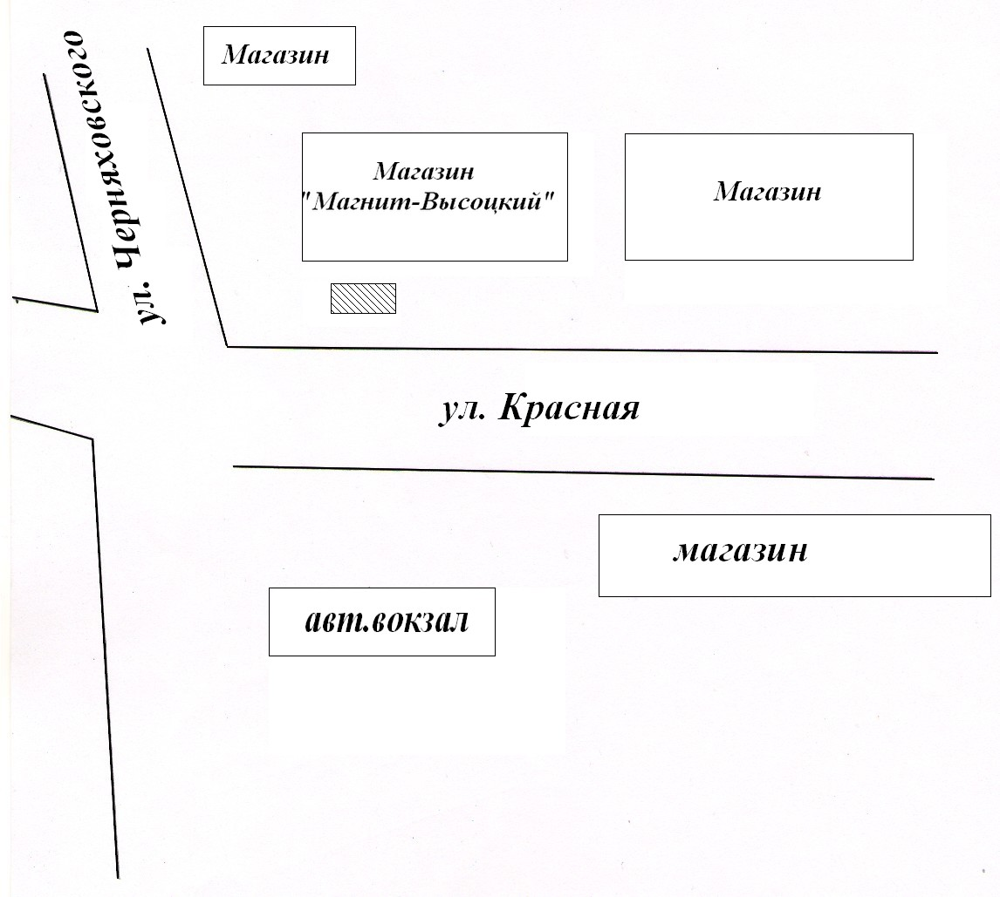 Магазин
ул. Черняховского
Магазин
"Магнит-Высоцкий"
Магазин
ул. Красная
магазин
авт.вокзал